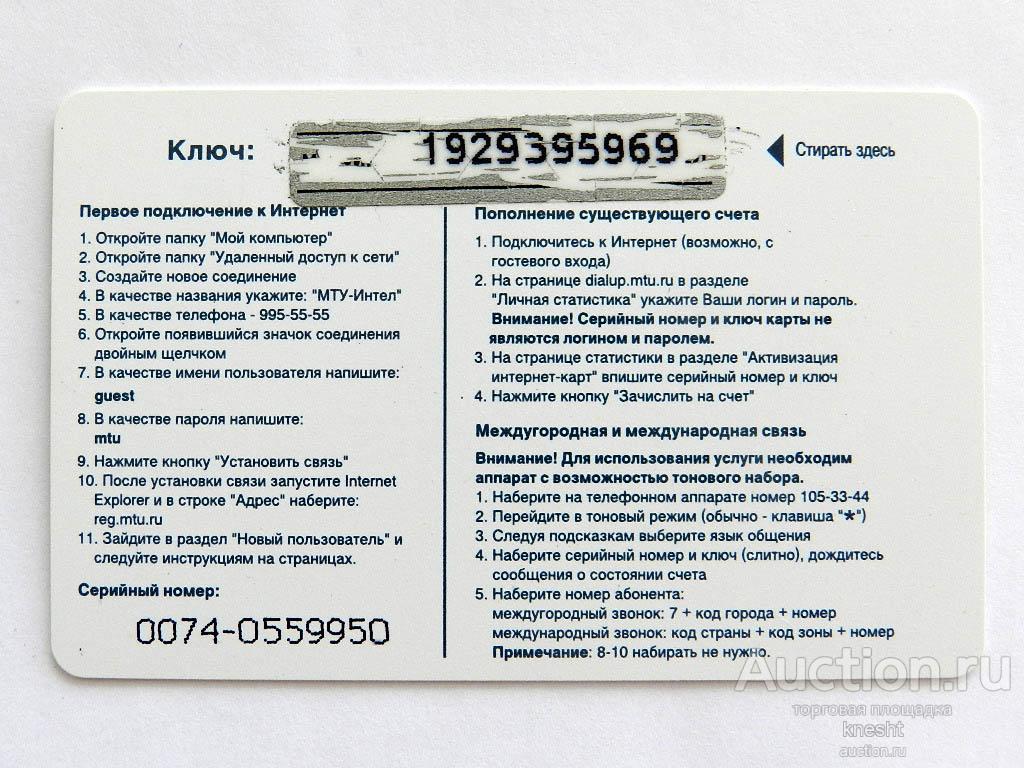 Ключ:
1929395969
Стирать здесь
Первое подключение к Интернет
1. Откройте папку "Мой компьютер"
2. Откройте папку "Удаленный доступ к сети"
3. Создайте новое соединение
4. В качестве названия укажите: "МТУ-Интел"
5. В качестве телефона - 995-55-55
6. Откройте появившийся значок соединения
двойным щелчком
7. В качестве имени пользователя напишите:
guest
8. В качестве пароля напишите:
mtu
9. Нажмите кнопку "Установить связь"
10. После установки связи запустите Internet
Explorer и в строке "Адрес" наберите:
reg.mtu.ru
11. Зайдите в раздел "Новый пользователь" и
следуйте инструкциям на страницах.
Серийный номер:
0074-0559950
Пополнение существующего счета
1. Подключитесь к Интернет (возможно, с
гостевого входа)
2. На странице dialup.mtu.ru в разделе
"Личная статистика" укажите Ваши логин и пароль.
Внимание! Серийный номер и ключ карты не
являются логином и паролем.
3. На странице статистики в разделе "Активизация
интернет-карт" впишите серийный номер и ключ
4. Нажмите кнопку "Зачислить на счет"
Междугородная и международная связь
Внимание! Для использования услуги необходим
аппарат с возможностью тонового набора.
1. Наберите на телефонном аппарате номер 105-33-44
2. Перейдите в тоновый режим (обычно - клавиша "*")
3. Следуя подсказкам выберите язык общения
4. Наберите серийный номер и ключ (слитно), дождитесь
сообщения о состоянии счета
5. Наберите номер абонента:
междугородный звонок: 7 + код города + номер
международный звонок: код страны + код зоны + номер
Примечание: 8-10 набирать не нужно.
Auction.ru
торговая площадка
knesht
auction.ru